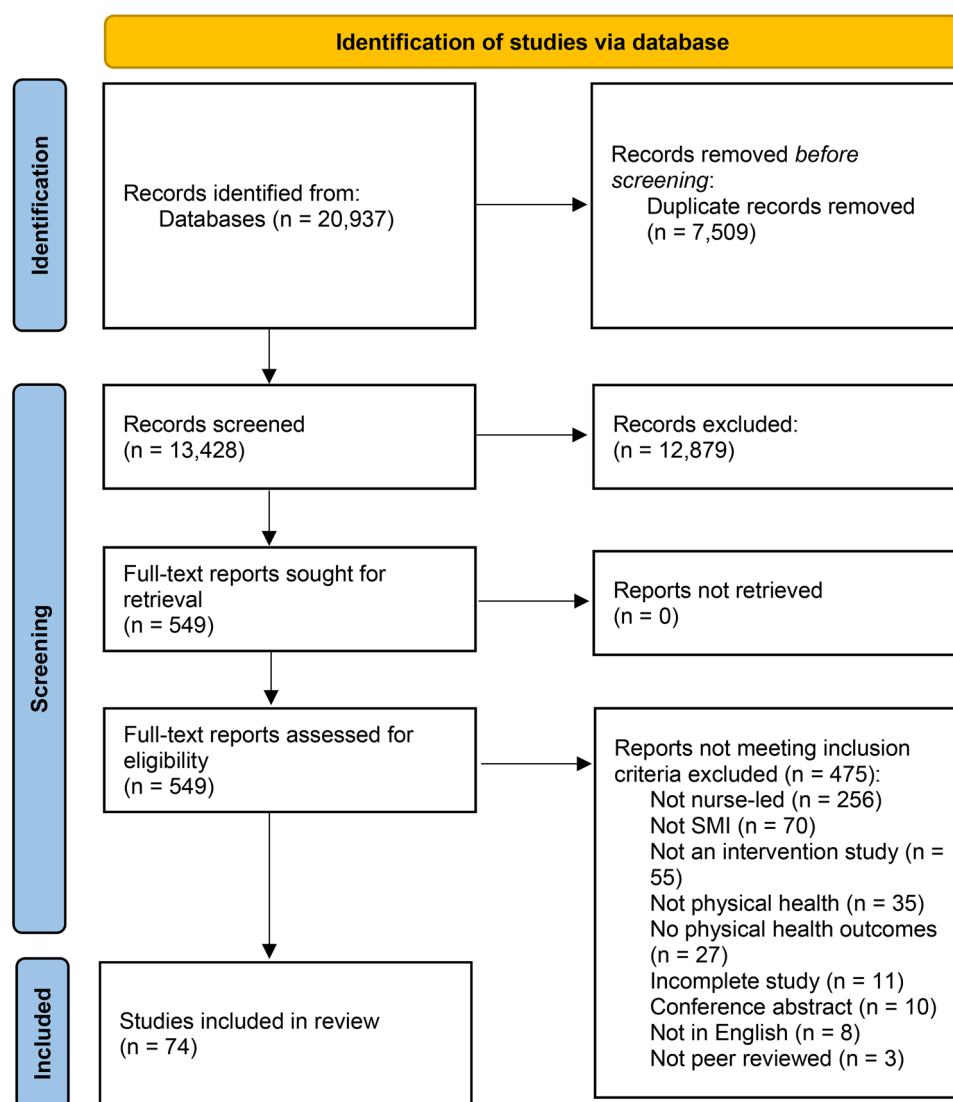 Identification of studies via database
Identification
Records identified from:
Databases (n = 20,937)
Records removed before
screening:
Duplicate records removed
(n = 7,509)
Screening
Records screened
(n = 13,428)
Records excluded:
(n = 12,879)
Full-text reports sought for
retrieval
(n = 549)
Reports not retrieved
(n = 0)
Full-text reports assessed for
eligibility
(n = 549)
Reports not meeting inclusion
criteria excluded (n = 475):
Not nurse-led (n = 256)
Not SMI (n = 70)
Not an intervention study (n =
55)
Not physical health (n = 35)
No physical health outcomes
(n = 27)
Incomplete study (n = 11)
Conference abstract (n = 10)
Not in English (n = 8)
Not peer reviewed (n = 3)
Included
Studies included in review
(n = 74)